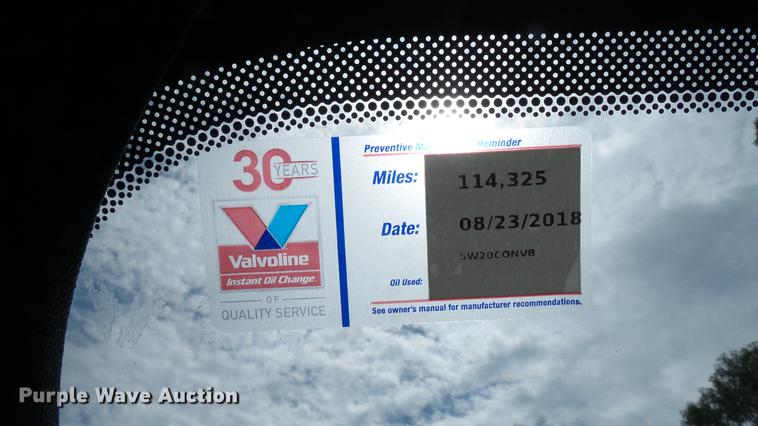 30
YEARS
Valvoline
Instant Oil Change
OF
QUALITY SERVICE
Preventive Reminder
Miles: 114,325
Date: 08/23/2018
5W20CONVB
Oil Used:
See owner's manual for manufacturer recommendations.
Purple Wave Auction